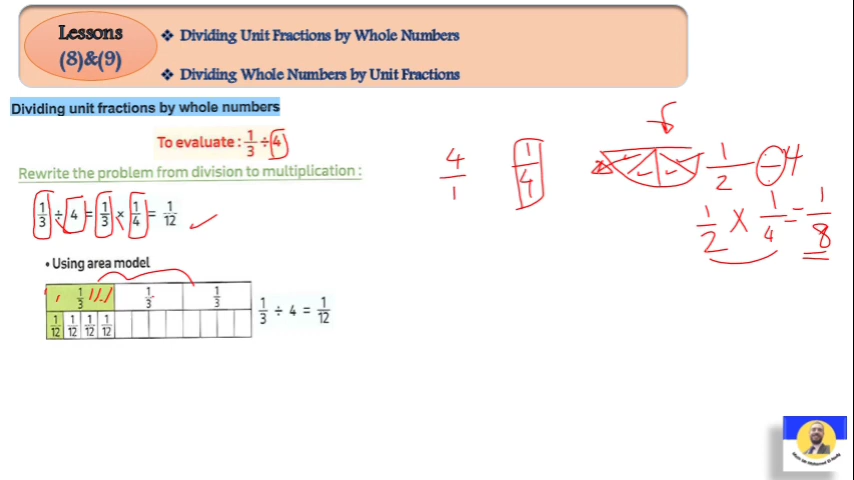 Lessons
(8)&(9)
❖ Dividing Unit Fractions by Whole Numbers
❖ Dividing Whole Numbers by Unit Fractions
Dividing unit fractions by whole numbers
To evaluate : 1/3 ÷ 4
Rewrite the problem from division to multiplication :
1/3 ÷ 4 = 1/3 × 1/4 = 1/12
4/1 1/4
1/2 ÷ 4
1/2 × 1/4 = 1/8
• Using area model
1/3 1/3 1/3
1/12 1/12 1/12 1/12
1/3 ÷ 4 = 1/12